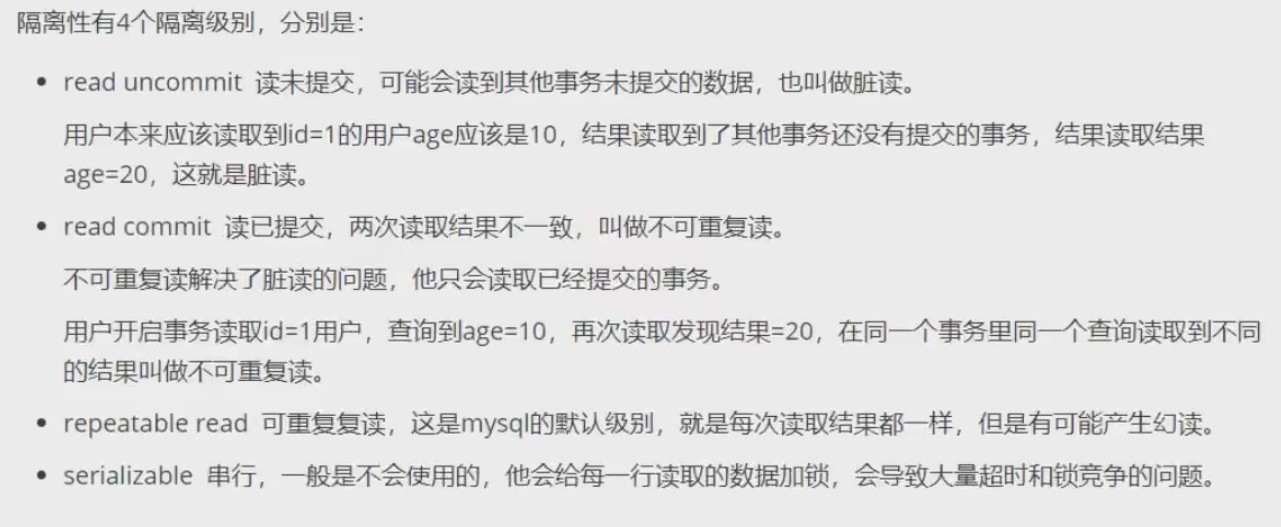 隔离性有4个隔离级别，分别是：
• read uncommit 读未提交，可能会读到其他事务未提交的数据，也叫做脏读。
用户本来应该读取到id=1的用户age应该是10，结果读取到了其他事务还没有提交的事务，结果读取结果
age=20，这就是脏读。
• read commit 读已提交，两次读取结果不一致，叫做不可重复读。
不可重复读解决了脏读的问题，他只会读取已经提交的事务。
用户开启事务读取id=1用户，查询到age=10，再次读取发现结果=20，在同一个事务里同一个查询读取到不同
的结果叫做不可重复读。
• repeatable read 可重复复读，这是mysql的默认级别，就是每次读取结果都一样，但是有可能产生幻读。
• serializable 串行，一般是不会使用的，他会给每一行读取的数据加锁，会导致大量超时和锁竞争的问题。